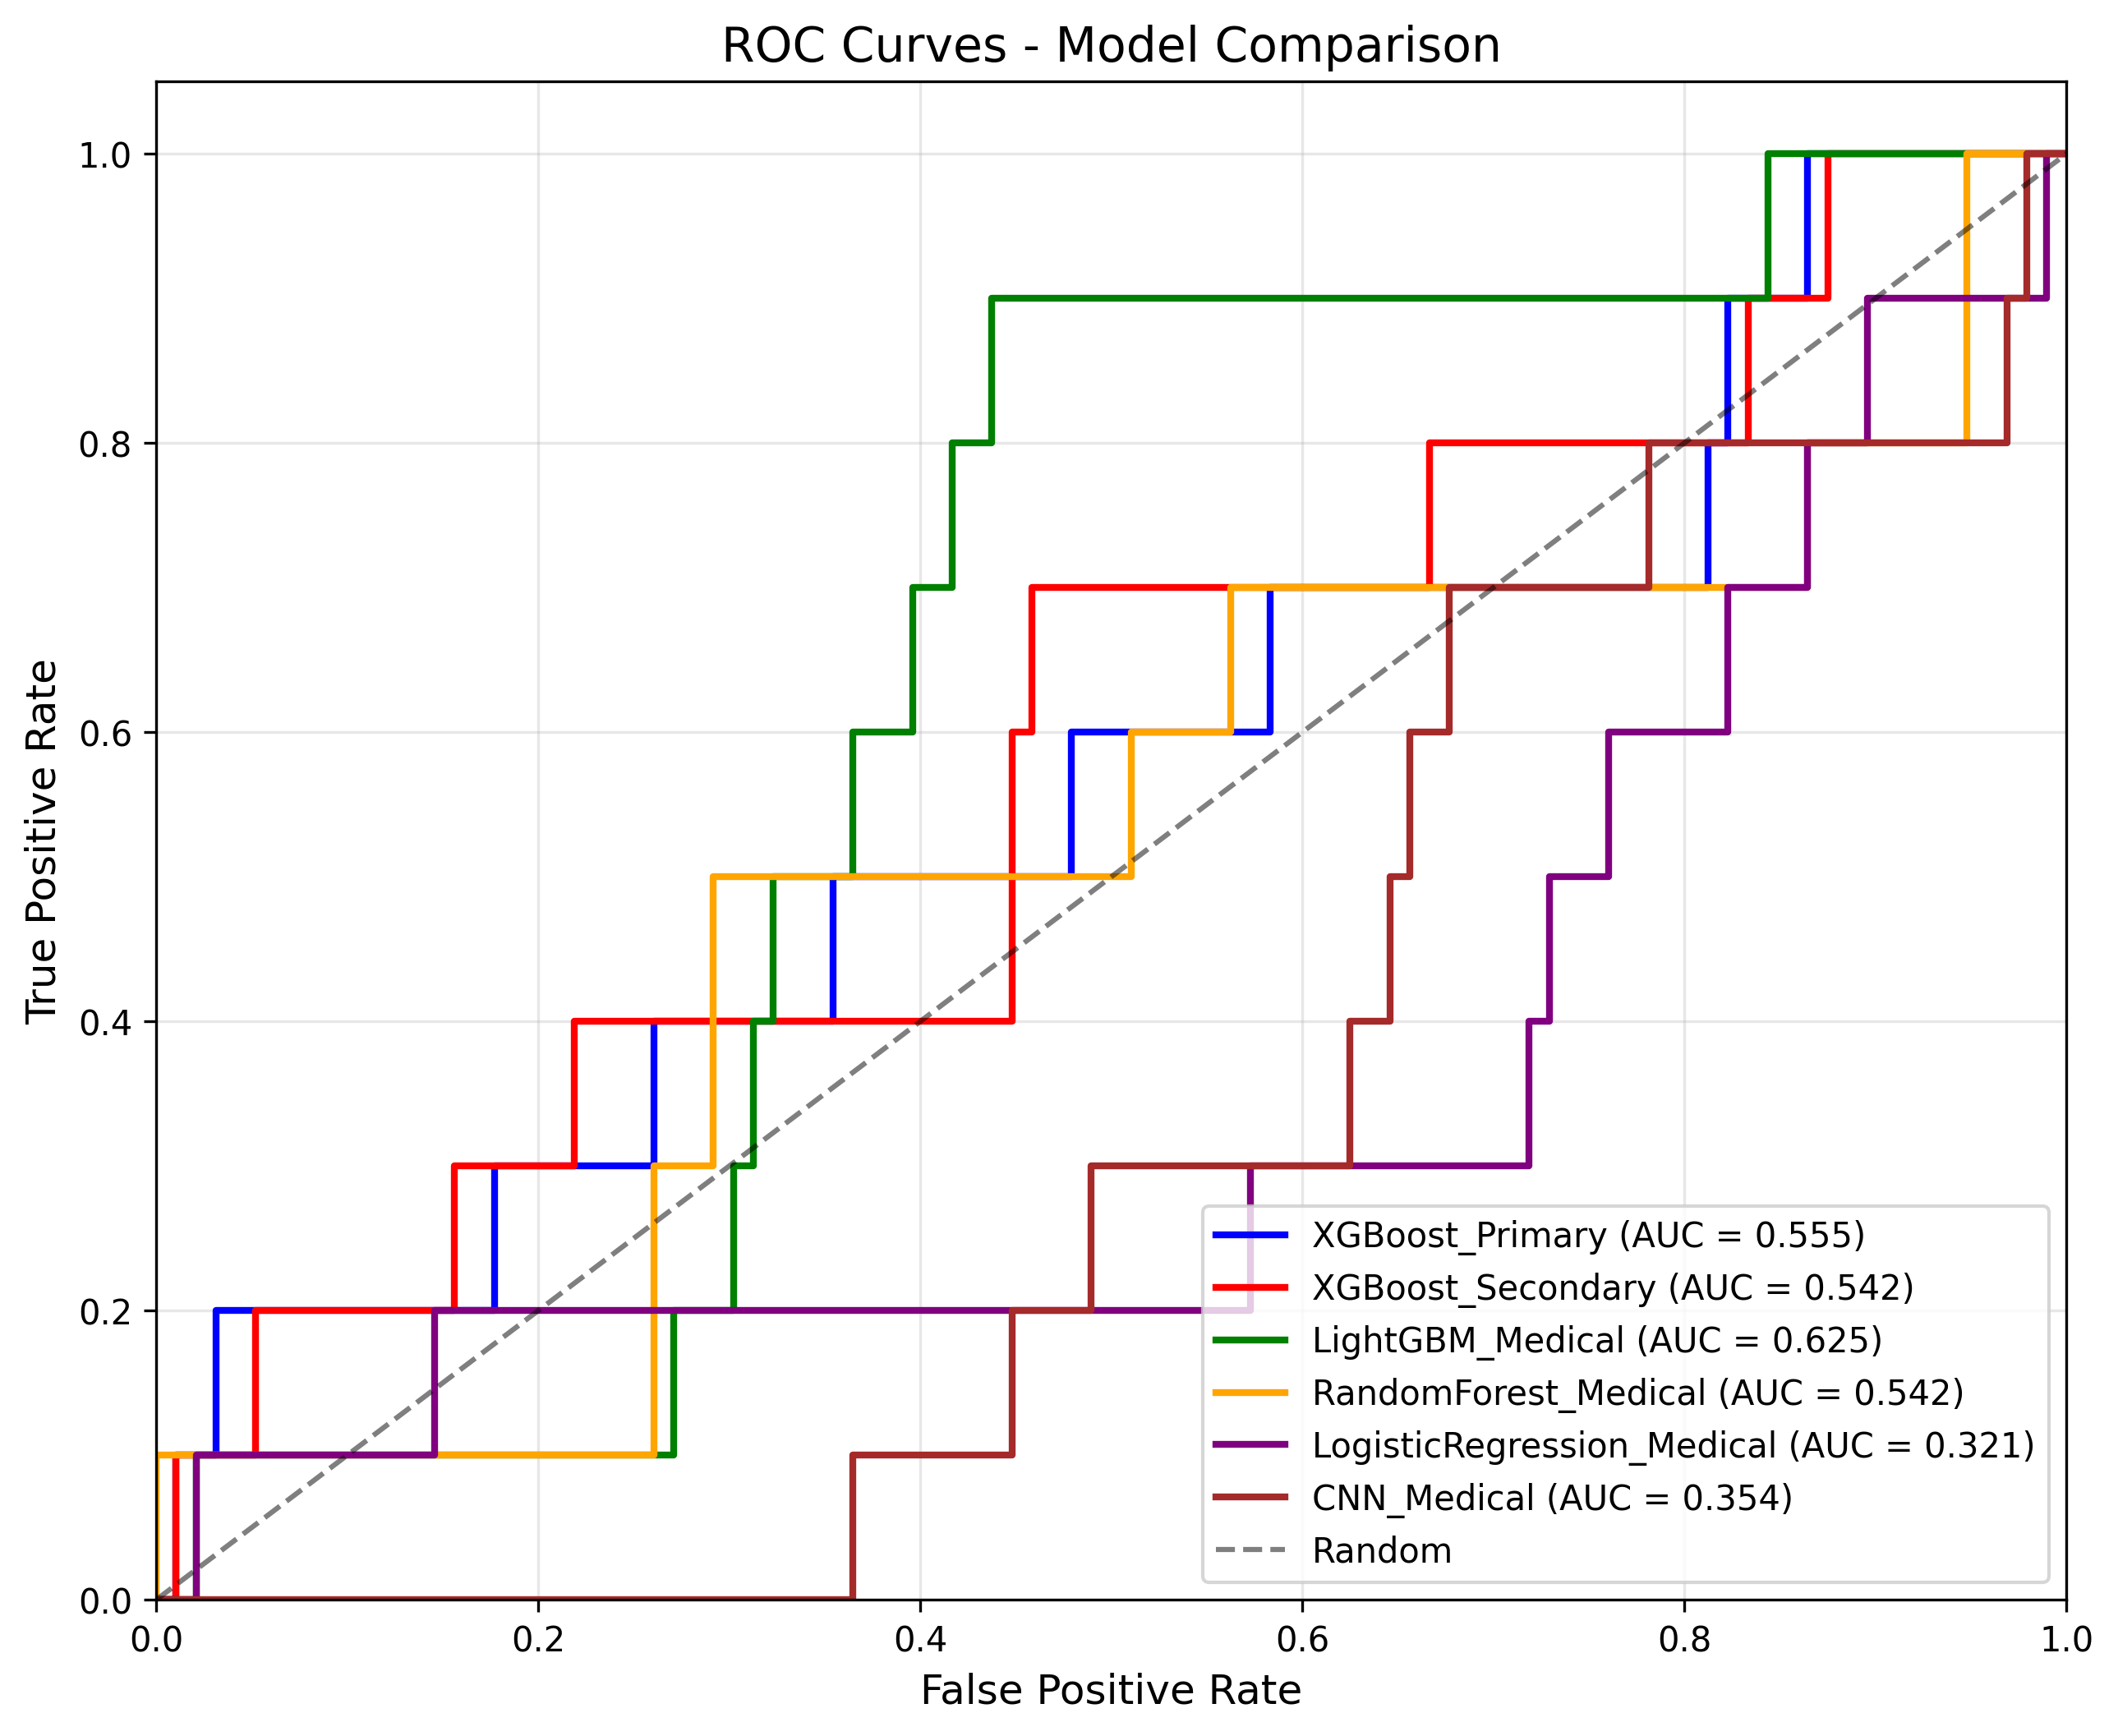 ROC Curves - Model Comparison
True Positive Rate
1.0
0.8
0.6
0.4
0.2
0.0
0.0 0.2 0.4 0.6 0.8 1.0
False Positive Rate
XGBoost_Primary (AUC = 0.555)
XGBoost_Secondary (AUC = 0.542)
LightGBM_Medical (AUC = 0.625)
RandomForest_Medical (AUC = 0.542)
LogisticRegression_Medical (AUC = 0.321)
CNN_Medical (AUC = 0.354)
Random